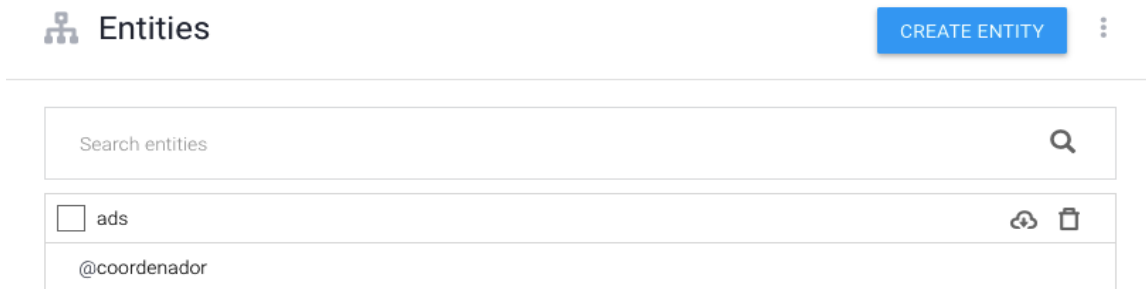 Entities
CREATE ENTITY
Search entities
ads
@coordenador